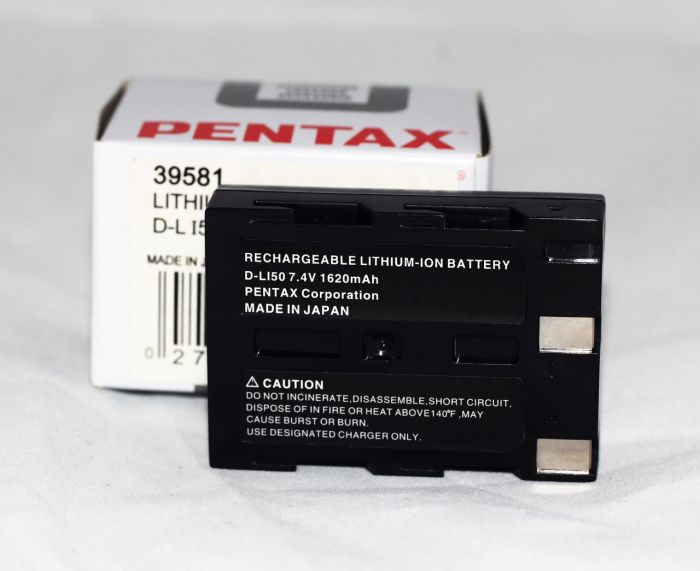 PENTAX
39581
LITHI
D-LI5
MADE IN J
0 27
RECHARGEABLE LITHIUM-ION BATTERY
D-LI50 7.4V 1620mAh
PENTAX Corporation
MADE IN JAPAN
⚠ CAUTION
DO NOT INCINERATE,DISASSEMBLE,SHORT CIRCUIT,
DISPOSE OF IN FIRE OR HEAT ABOVE140°F ,MAY
CAUSE BURST OR BURN.
USE DESIGNATED CHARGER ONLY.